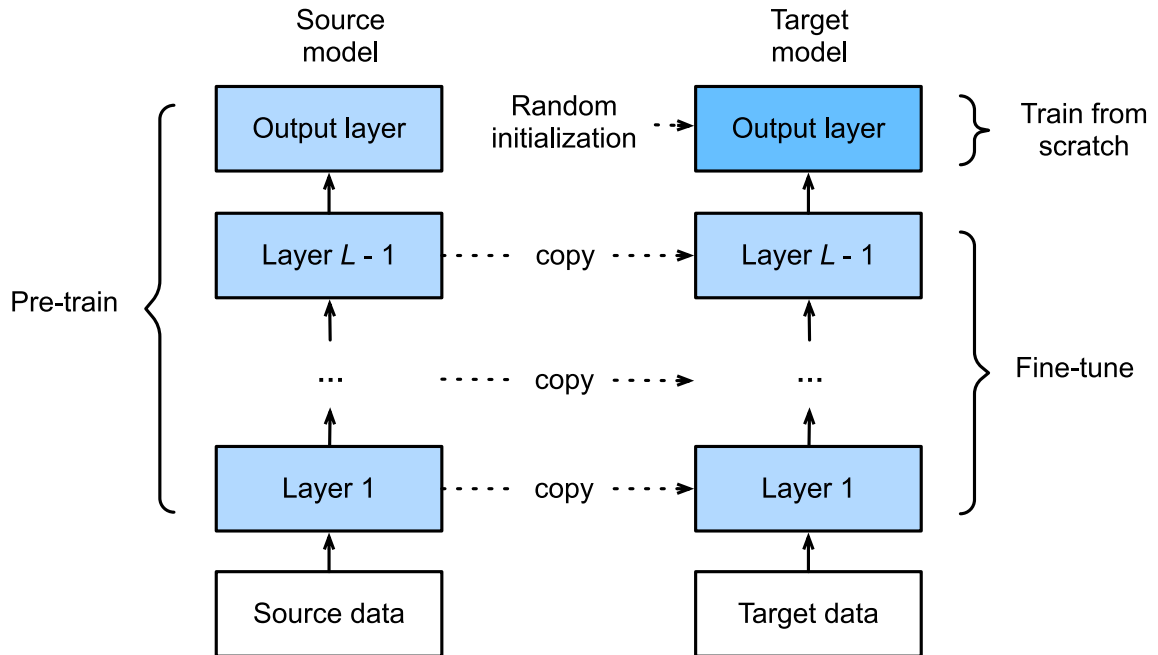 Source
model
Target
model
Output layer
Random
initialization
Output layer
Train from
scratch
Layer L - 1
copy
Layer L - 1
Pre-train
...
copy
...
Fine-tune
Layer 1
copy
Layer 1
Source data
Target data